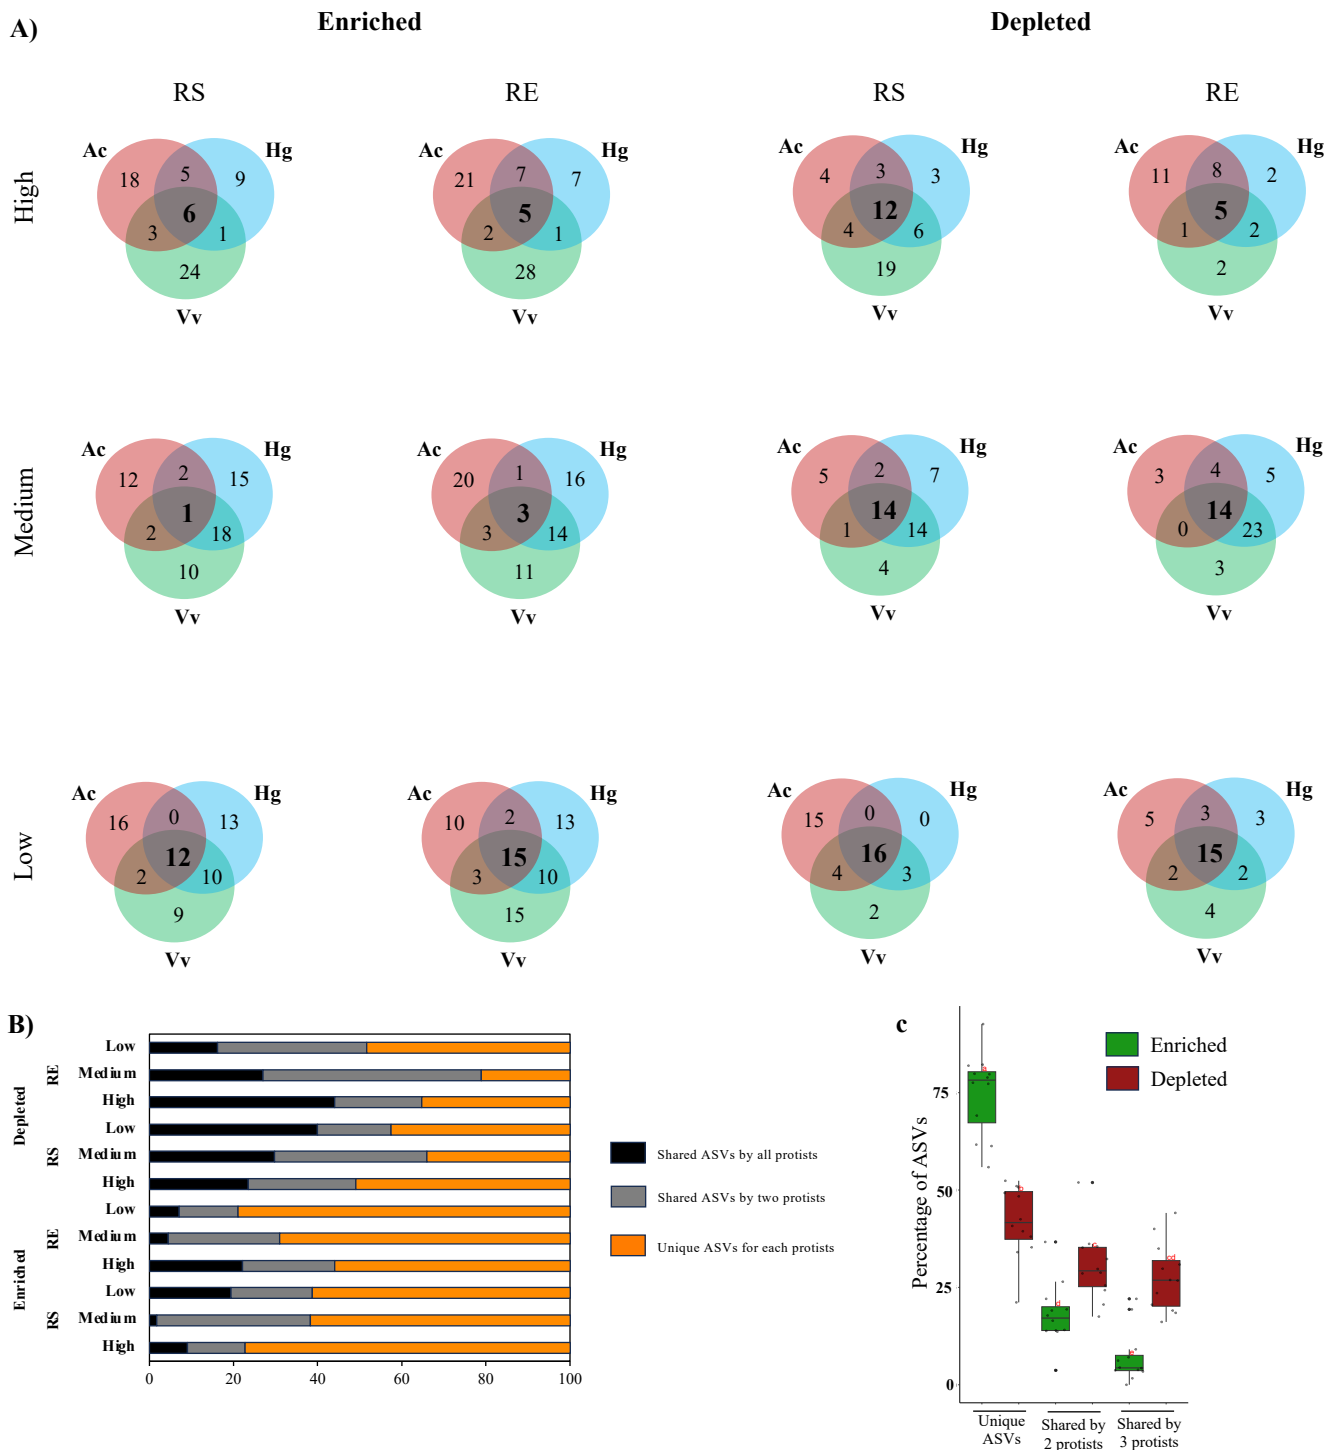 A)
Enriched
Depleted
RS
RE
RS
RE
High
Ac
Hg
18
5
9
6
3
1
24
Vv
Ac
Hg
21
7
7
5
2
1
28
Vv
Ac
Hg
4
3
3
12
4
6
19
Vv
Ac
Hg
11
8
2
5
1
2
2
Vv
Medium
Ac
Hg
12
2
15
1
2
18
10
Vv
Ac
Hg
20
1
16
3
3
14
11
Vv
Ac
Hg
5
2
7
14
1
14
4
Vv
Ac
Hg
3
4
5
14
0
23
3
Vv
Low
Ac
Hg
16
0
13
12
2
10
9
Vv
Ac
Hg
10
2
13
15
3
10
15
Vv
Ac
Hg
15
0
0
16
4
3
2
Vv
Ac
Hg
5
3
3
15
2
2
4
Vv
B)
Depleted
RE
Low
Medium
High
RS
Low
Medium
High
Enriched
RE
Low
Medium
High
RS
Low
Medium
High
0 20 40 60 80 100
Shared ASVs by all protists
Shared ASVs by two protists
Unique ASVs for each protists
c
Enriched
Depleted
Percentage of ASVs
75
50
25
0
a
b
d
c
e
cd
Unique
ASVs
Shared by
2 protists
Shared by
3 protists